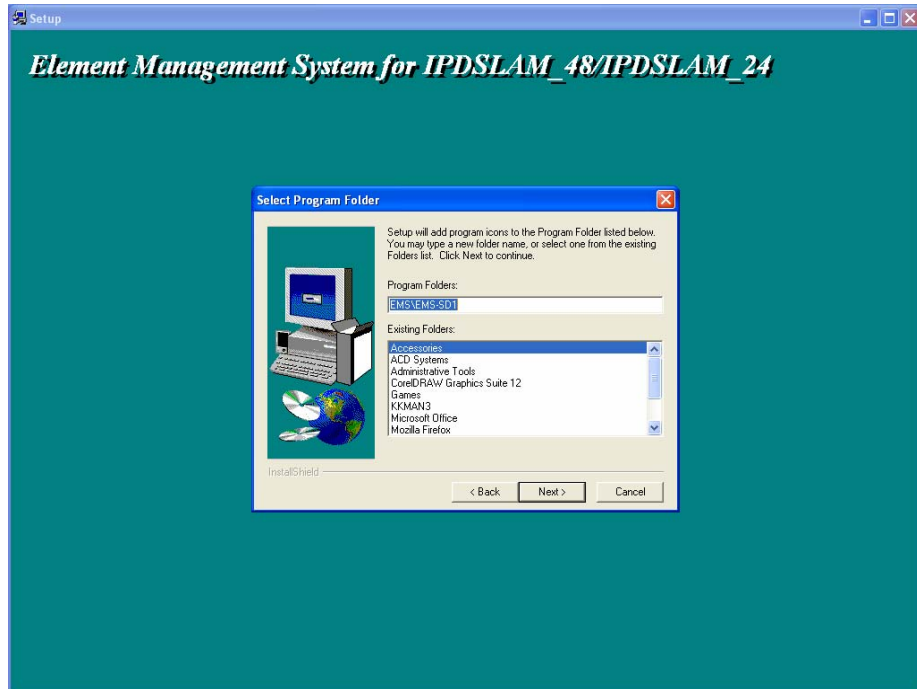 Setup
Element Management System for IPDSLAM_48/IPDSLAM_24
Select Program Folder
Setup will add program icons to the Program Folder listed below.
You may type a new folder name, or select one from the existing
Folders list. Click Next to continue.
Program Folders:
EMS\EMS-SD1
Existing Folders:
Accessories
ACD Systems
Administrative Tools
CorelDRAW Graphics Suite 12
Games
KKMAN3
Microsoft Office
Mozilla Firefox
InstallShield
< Back Next > Cancel